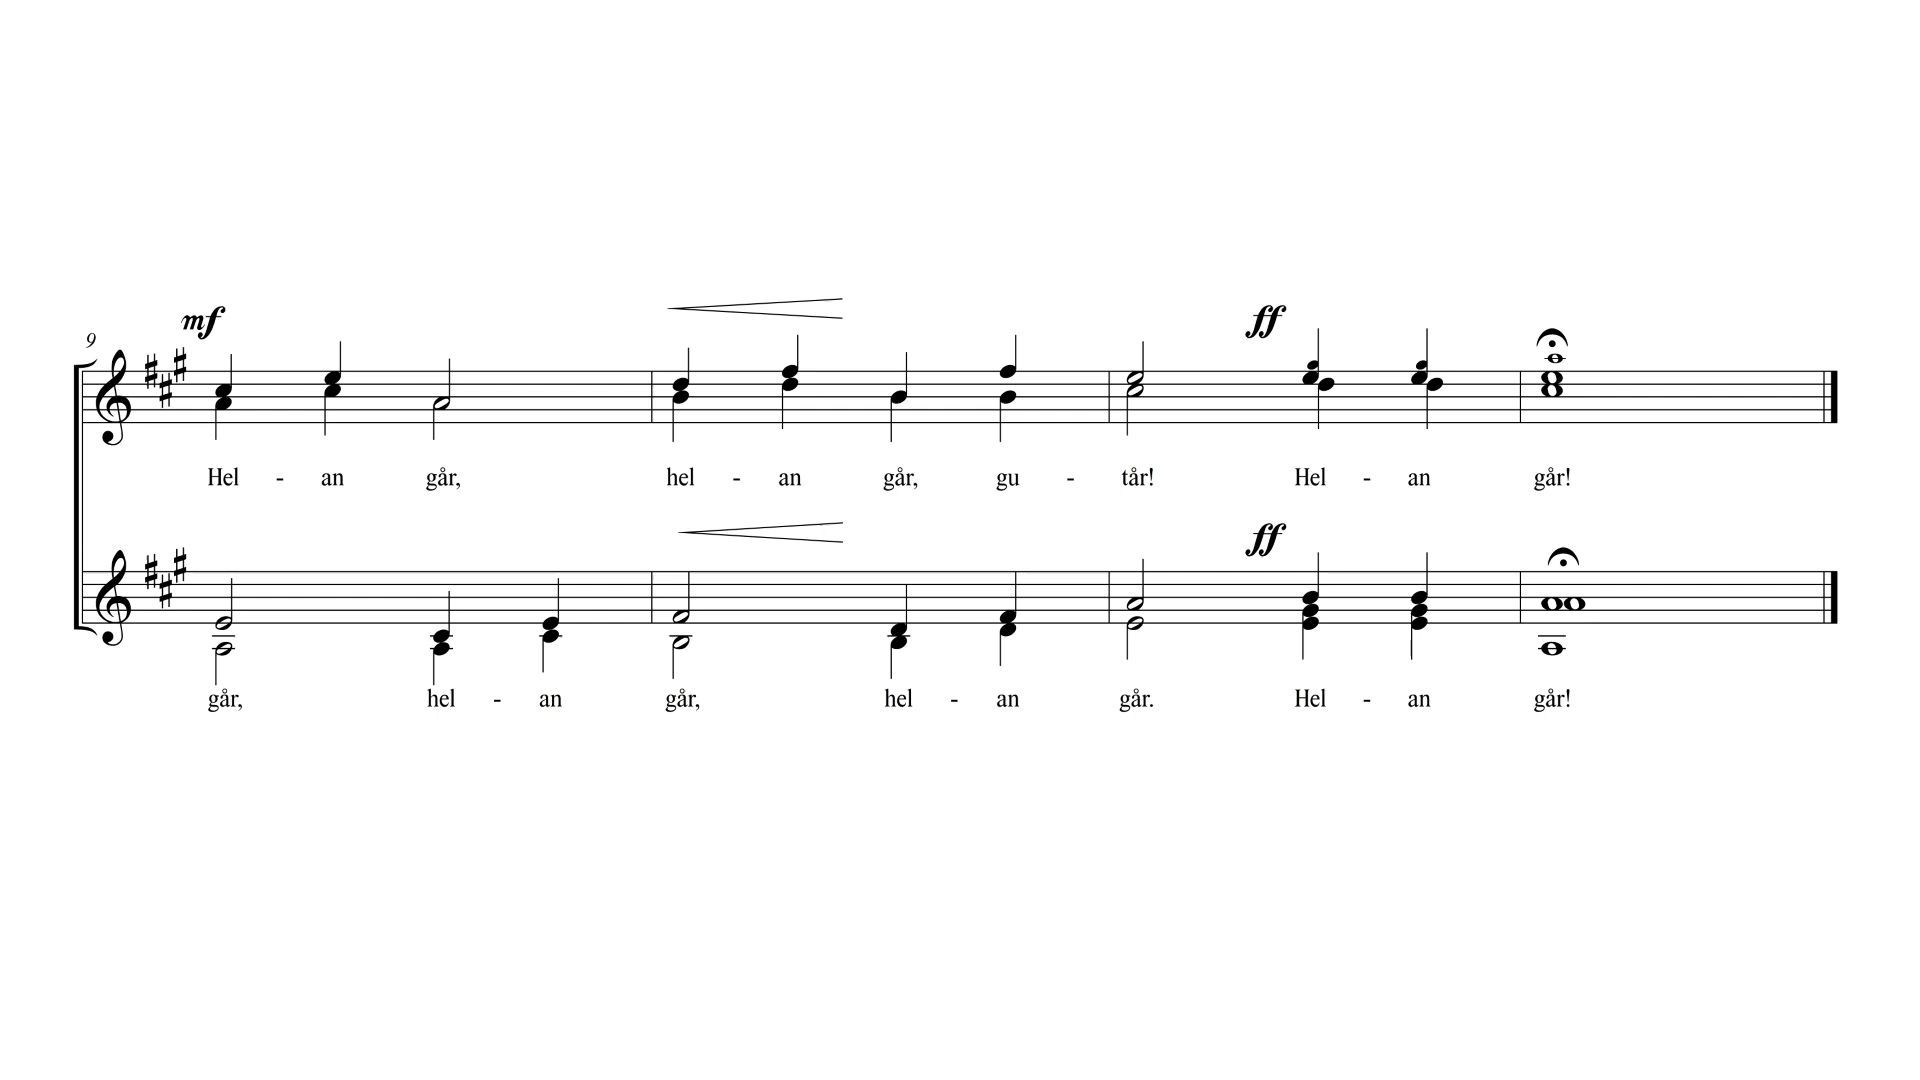 mf
9
ff
Hel - an går, hel - an går, gu - tår! Hel - an går!
ff
går, hel - an går, hel - an går. Hel - an går!